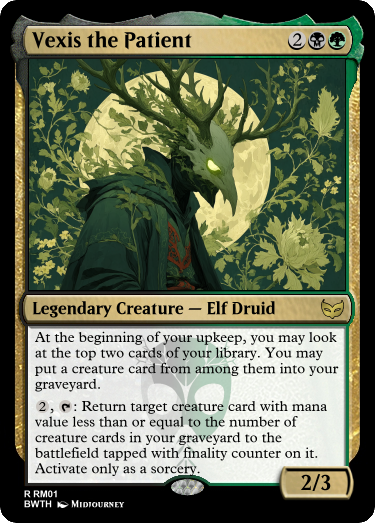 Vexis the Patient 2
Legendary Creature — Elf Druid
At the beginning of your upkeep, you may look
at the top two cards of your library. You may
put a creature card from among them into your
graveyard.
2, : Return target creature card with mana
value less than or equal to the number of
creature cards in your graveyard to the
battlefield tapped with finality counter on it.
Activate only as a sorcery.
2/3
R RM01
BWTH Midjourney